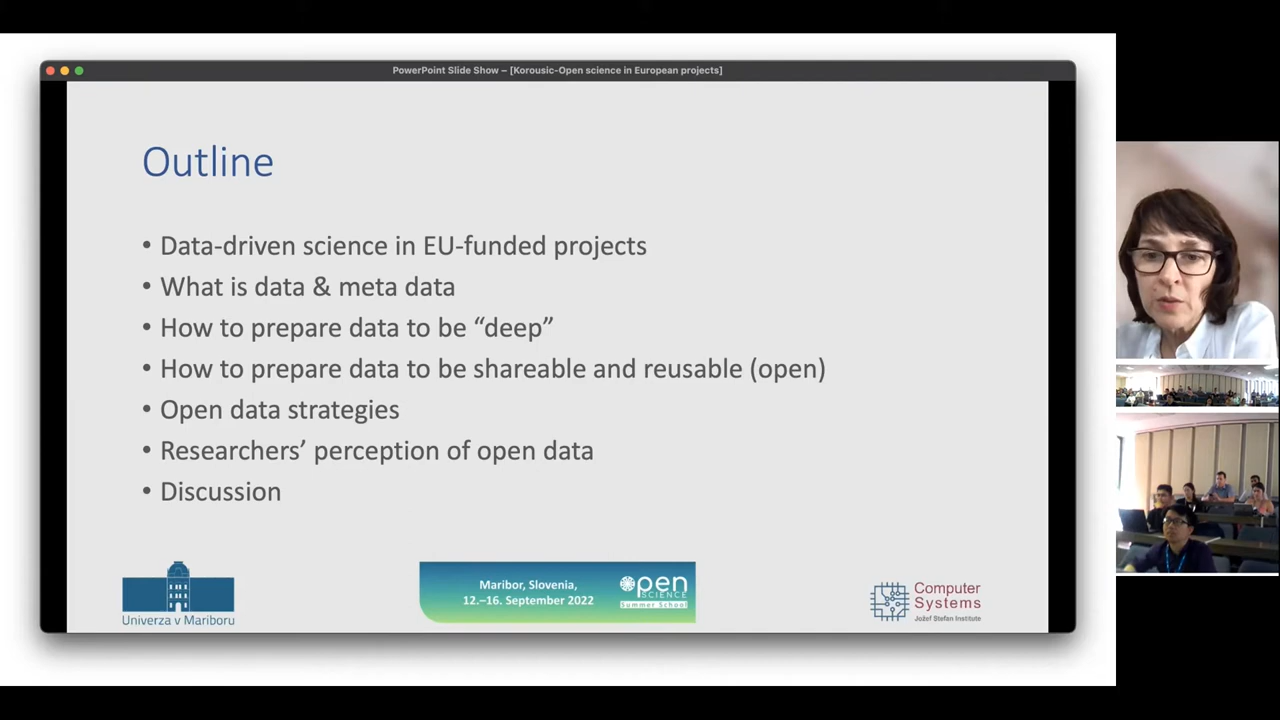 PowerPoint Slide Show – [Korousic-Open science in European projects]
Outline
• Data-driven science in EU-funded projects
• What is data & meta data
• How to prepare data to be “deep”
• How to prepare data to be shareable and reusable (open)
• Open data strategies
• Researchers’ perception of open data
• Discussion
Univerza v Mariboru
Maribor, Slovenia,
12.–16. September 2022
Open
SCIENCE
Summer School
Computer
Systems
Jožef Stefan Institute